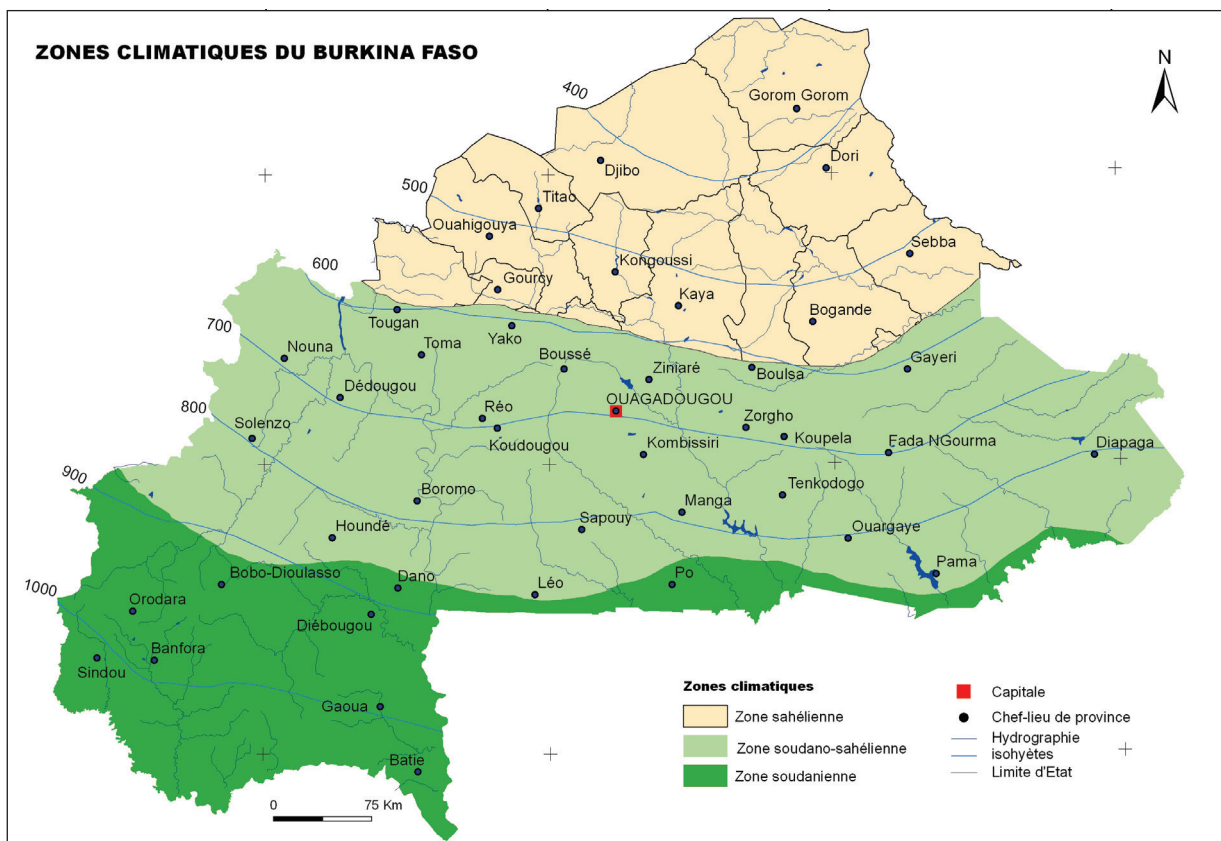 ZONES CLIMATIQUES DU BURKINA FASO
N
400
Gorom Gorom
Dori
Djibo
500
Titao
Ouahigouya
Sebba
Kongoussi
600
Gourcy
Kaya
Bogande
Tougan
700
Yako
Nouna
Toma
Boussé
Ziniaré
Boulsa
Gayeri
Dédougou
OUAGADOUGOU
800
Réo
Zorgho
Solenzo
Koudougou
Kombissiri
Koupela
Fada NGourma
Diapaga
900
Boromo
Tenkodogo
Manga
Houndé
Sapouy
Ouargaye
Bobo-Dioulasso
Dano
Léo
Po
Pama
1000
Orodara
Diébougou
Banfora
Sindou
Gaoua
Batie
0 75 Km
Zones climatiques
Zone sahélienne
Zone soudano-sahélienne
Zone soudanienne
Capitale
Chef-lieu de province
Hydrographie
isohyètes
Limite d'Etat